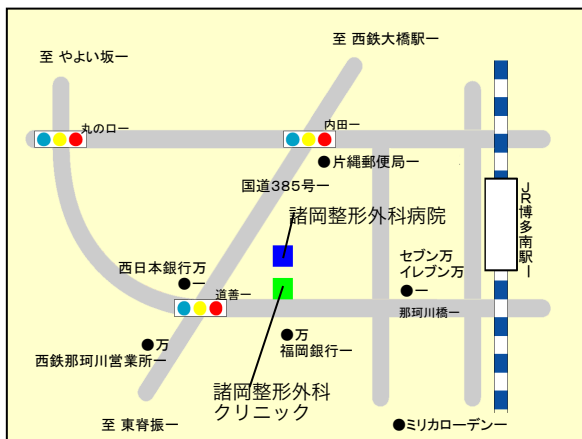 至 西鉄大橋駅ー
至 やよい坂ー
丸のロー
内田ー
片縄郵便局ー
国道385号ー
諸岡整形外科病院
JR博多南駅ー
西日本銀行万
ー
セブン万
イレブン万
ー
道善ー
那珂川橋ー
万
西鉄那珂川営業所ー
万
福岡銀行ー
諸岡整形外科
クリニック
至 東脊振ー
ミリカローデンー